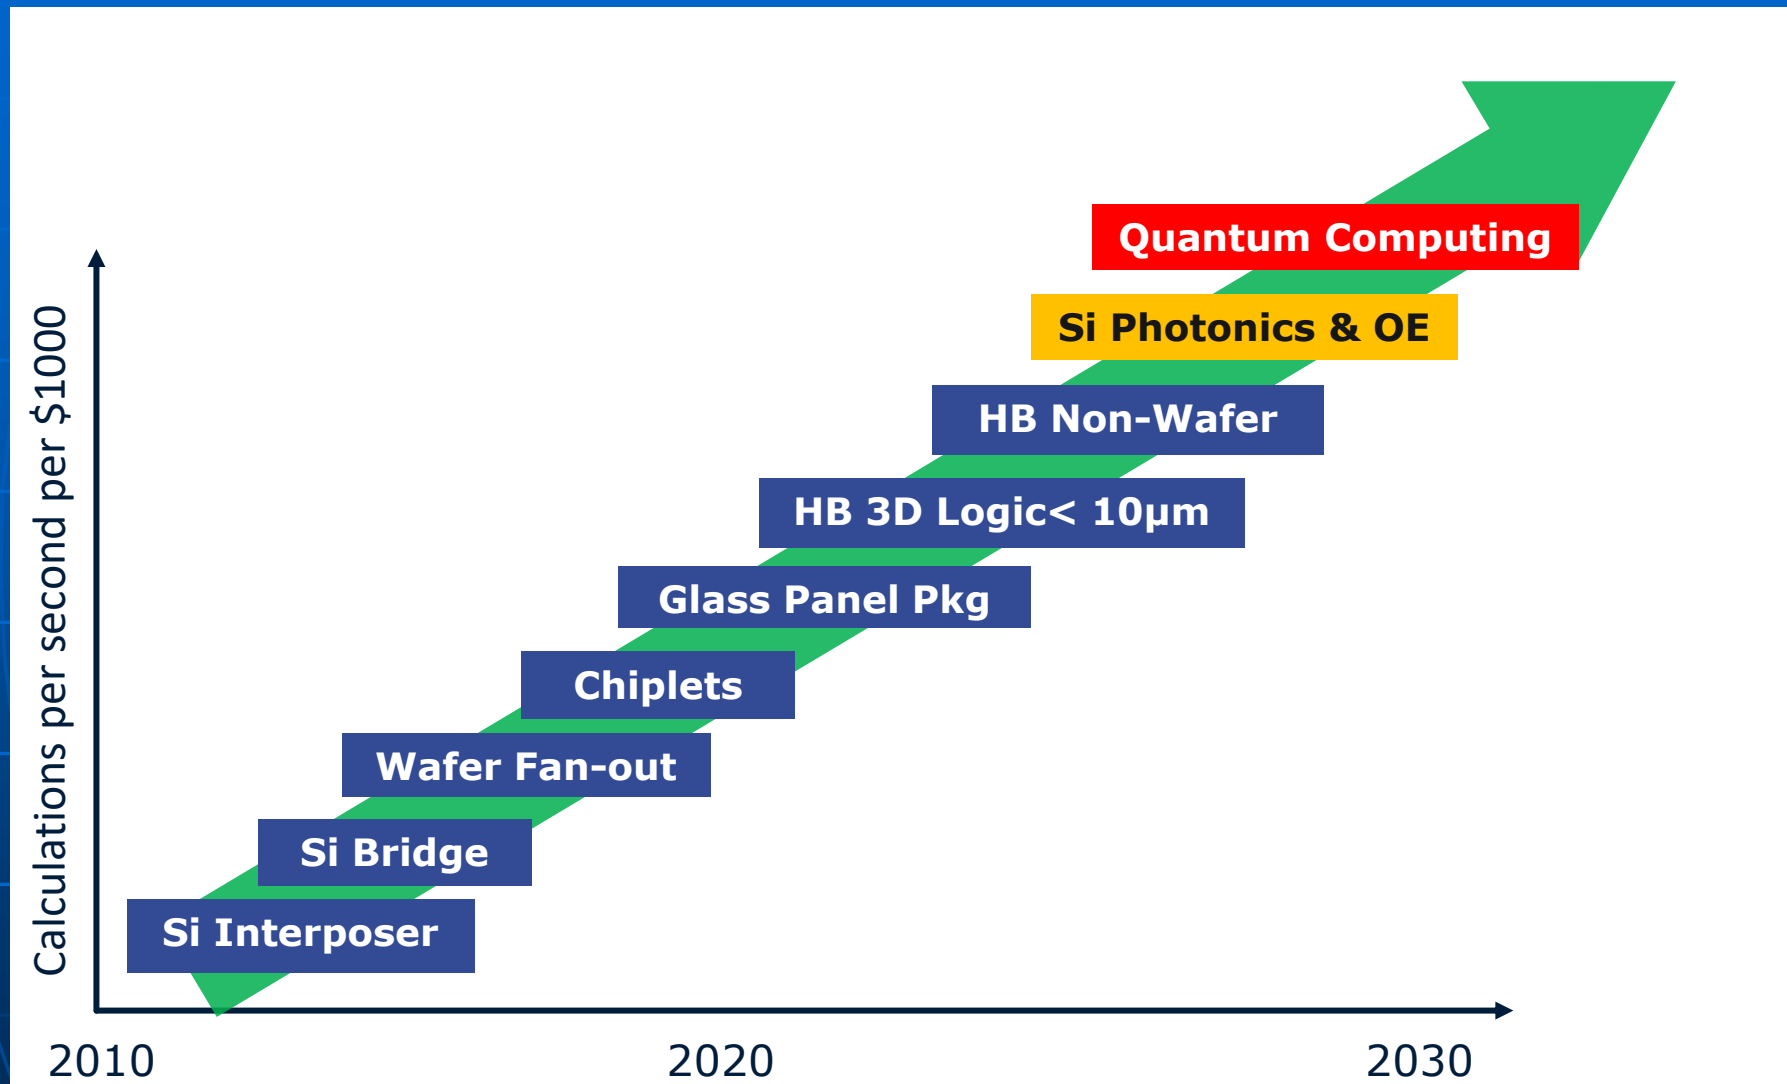 Quantum Computing
Si Photonics & OE
HB Non-Wafer
HB 3D Logic< 10µm
Glass Panel Pkg
Chiplets
Wafer Fan-out
Si Bridge
Si Interposer
Calculations per second per $1000
2010 2020 2030